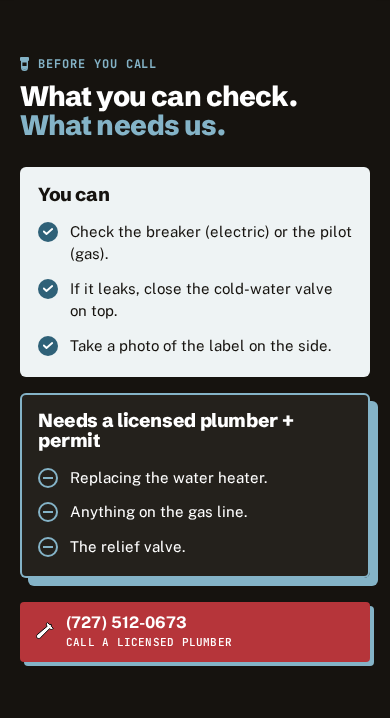 BEFORE YOU CALL
What you can check.
What needs us.
You can
Check the breaker (electric) or the pilot
(gas).
If it leaks, close the cold-water valve
on top.
Take a photo of the label on the side.
Needs a licensed plumber +
permit
Replacing the water heater.
Anything on the gas line.
The relief valve.
(727) 512-0673
CALL A LICENSED PLUMBER